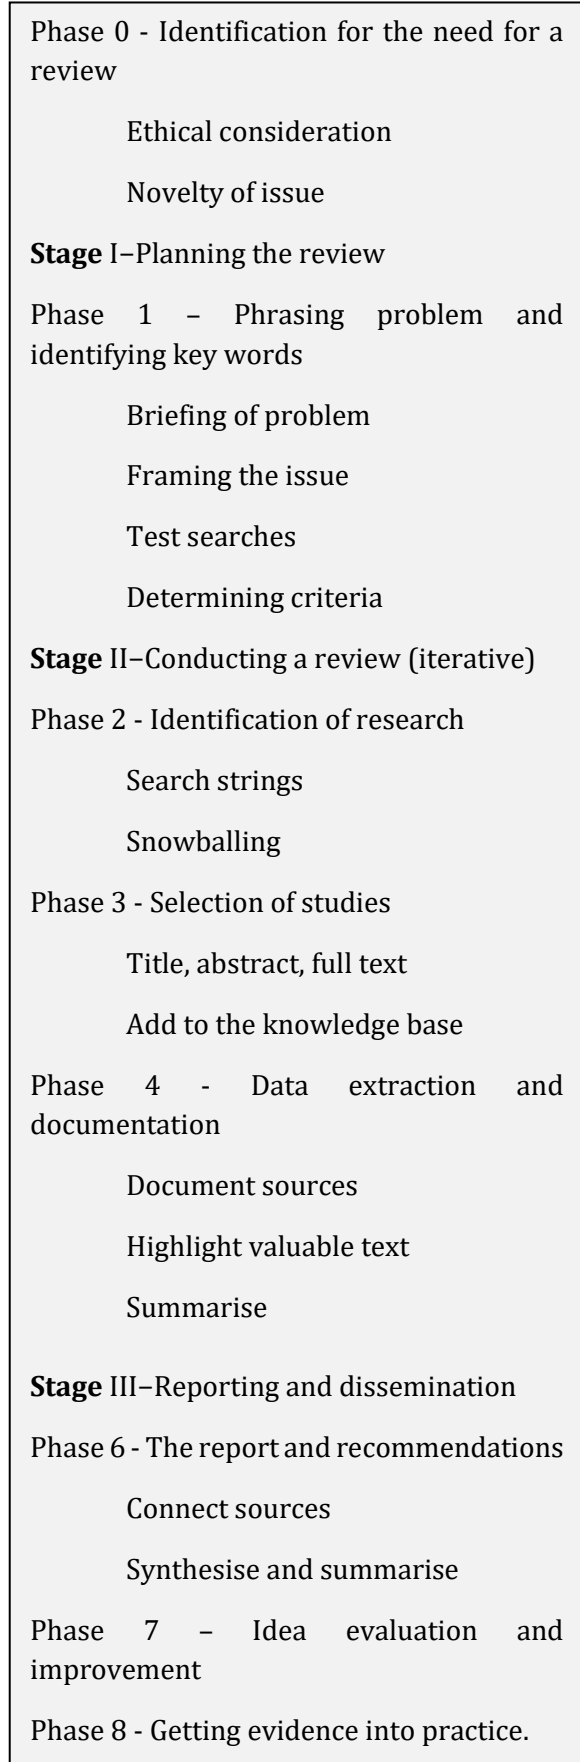 Phase 0 - Identification for the need for a
review
Ethical consideration
Novelty of issue
Stage I–Planning the review
Phase 1 – Phrasing problem and
identifying key words
Briefing of problem
Framing the issue
Test searches
Determining criteria
Stage II–Conducting a review (iterative)
Phase 2 - Identification of research
Search strings
Snowballing
Phase 3 - Selection of studies
Title, abstract, full text
Add to the knowledge base
Phase 4 - Data extraction and
documentation
Document sources
Highlight valuable text
Summarise
Stage III–Reporting and dissemination
Phase 6 - The report and recommendations
Connect sources
Synthesise and summarise
Phase 7 – Idea evaluation and
improvement
Phase 8 - Getting evidence into practice.